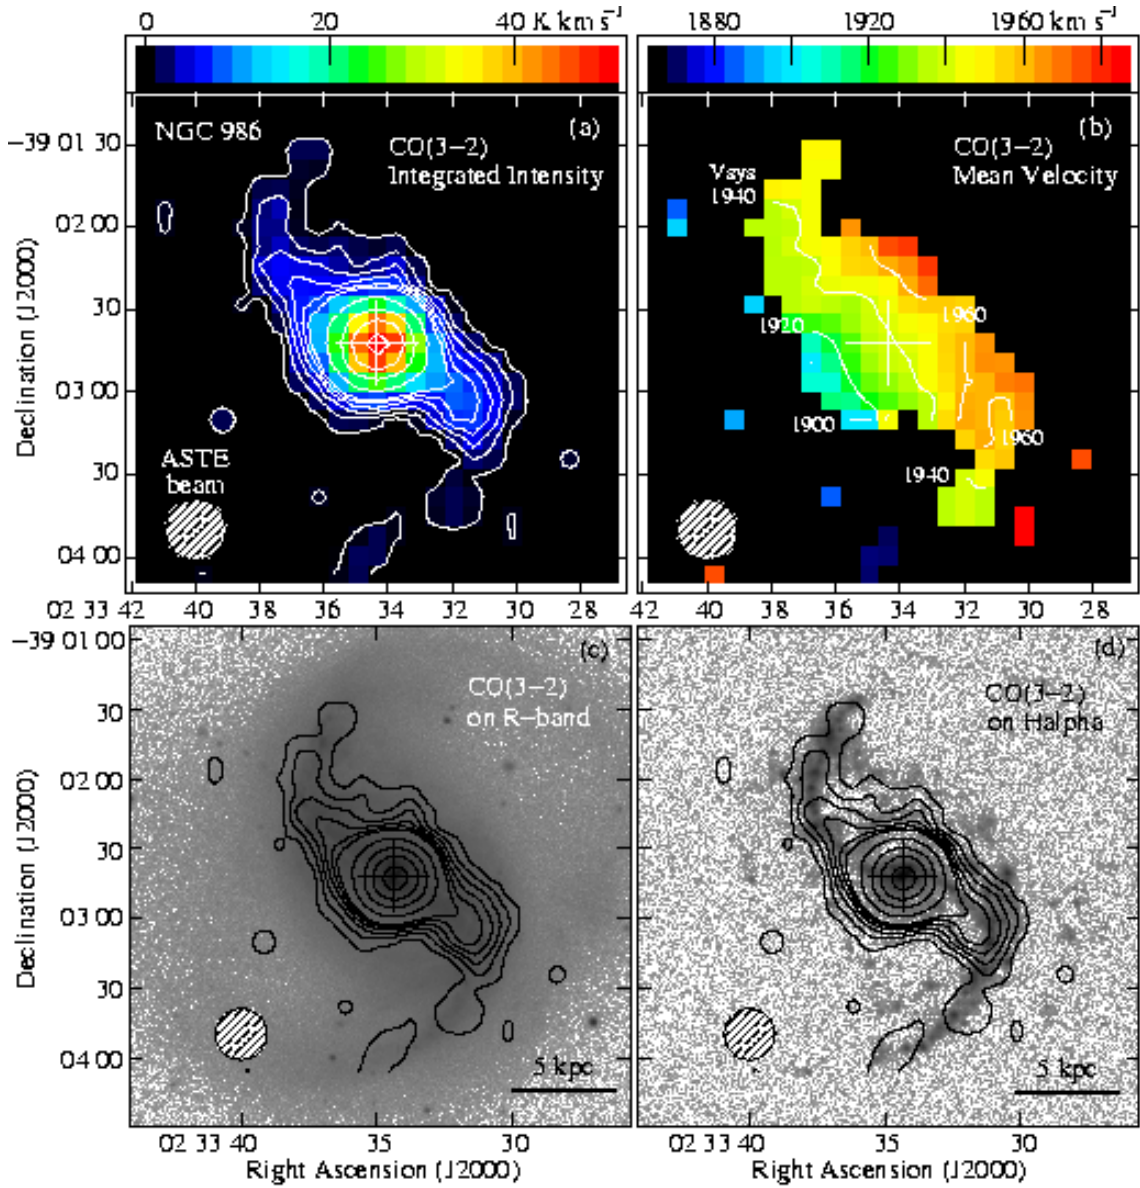 0 20 40 K km s⁻¹
1880 1920 1960 km s⁻¹
NGC 986
(a)
CO(3−2)
Integrated Intensity
(b)
CO(3−2)
Mean Velocity
Vsys
1940
1920
1960
1900
1960
1940
ASTE
beam
−39 01 30
02 00
30
03 00
30
04 00
Declination (J2000)
02 33 42 40 38 36 34 32 30 28
42 40 38 36 34 32 30 28
(c)
CO(3−2)
on R−band
(d)
CO(3−2)
on Halpha
−39 01 00
30
02 00
30
03 00
30
04 00
Declination (J2000)
5 kpc
5 kpc
02 33 40 35 30
02 33 40 35 30
Right Ascension (J2000)
Right Ascension (J2000)